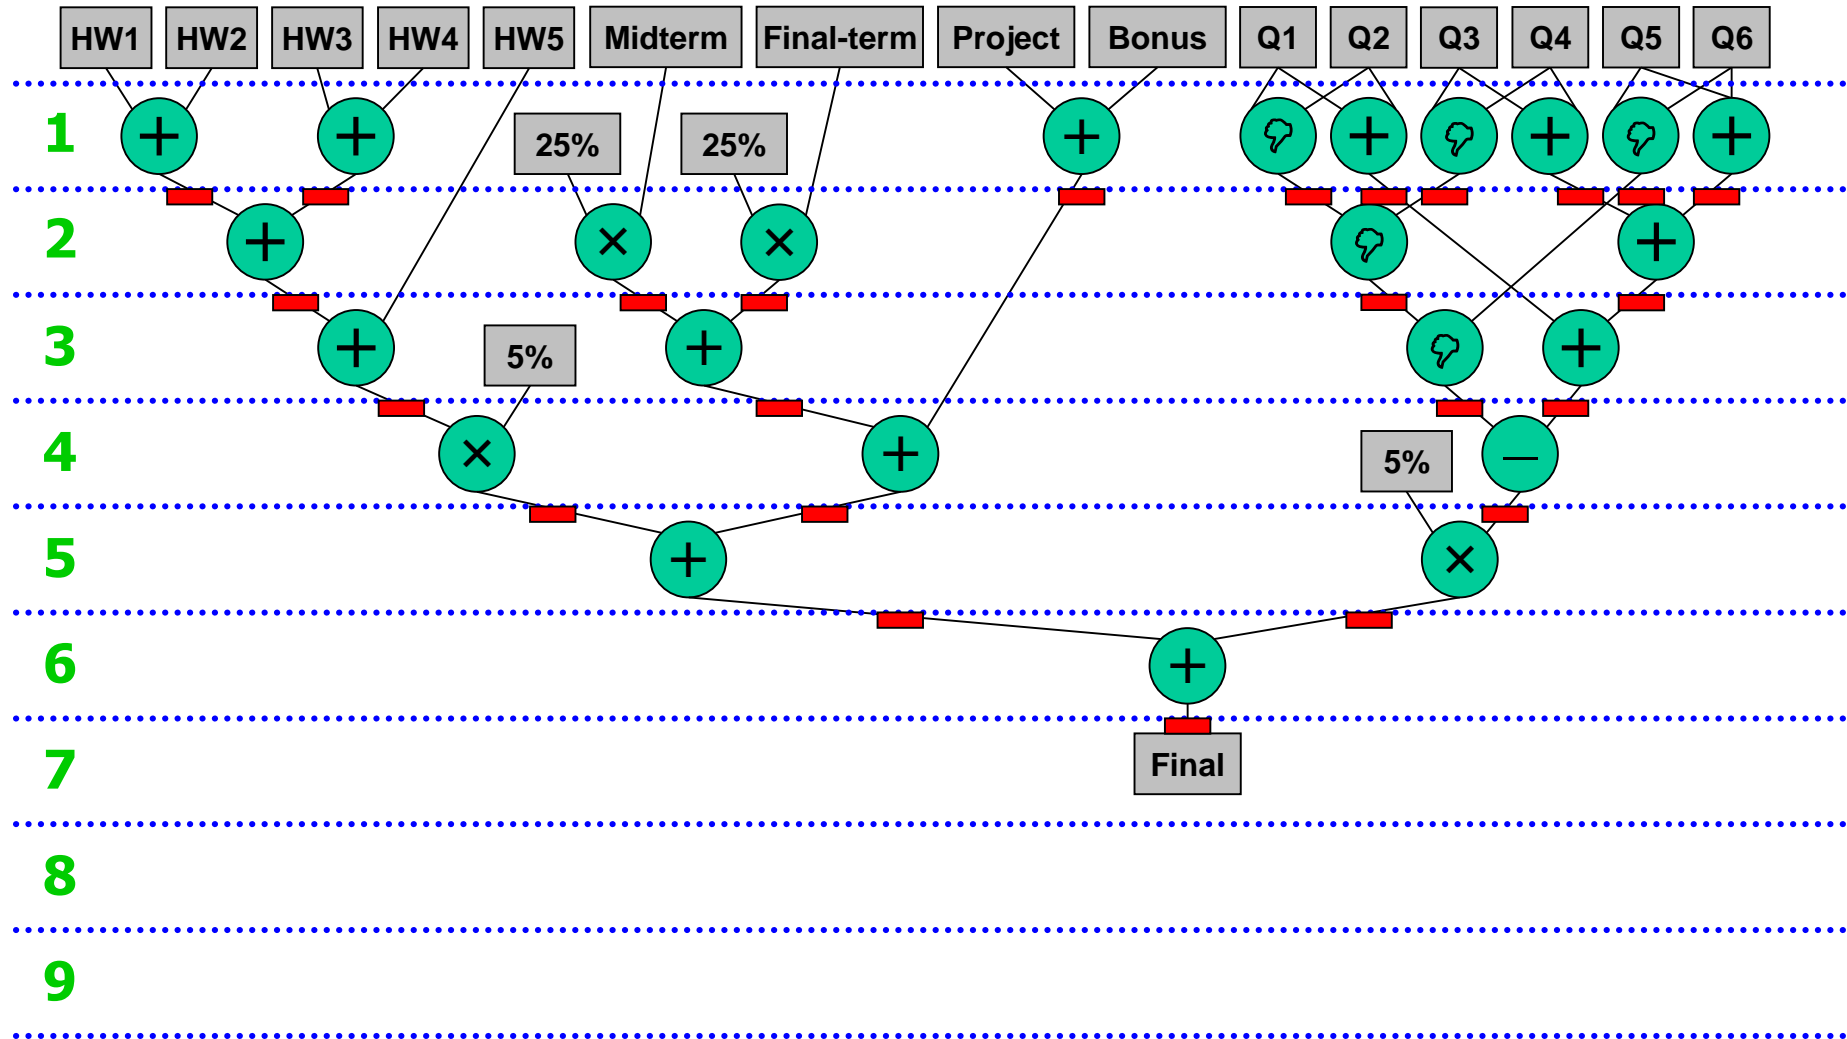 HW1 HW2 HW3 HW4 HW5 Midterm Final-term Project Bonus Q1 Q2 Q3 Q4 Q5 Q6
1 + + 25% 25% + + + +
2 + × × +
3 + 5% + +
4 × + 5% −
5 + ×
6 +
7 Final
8
9